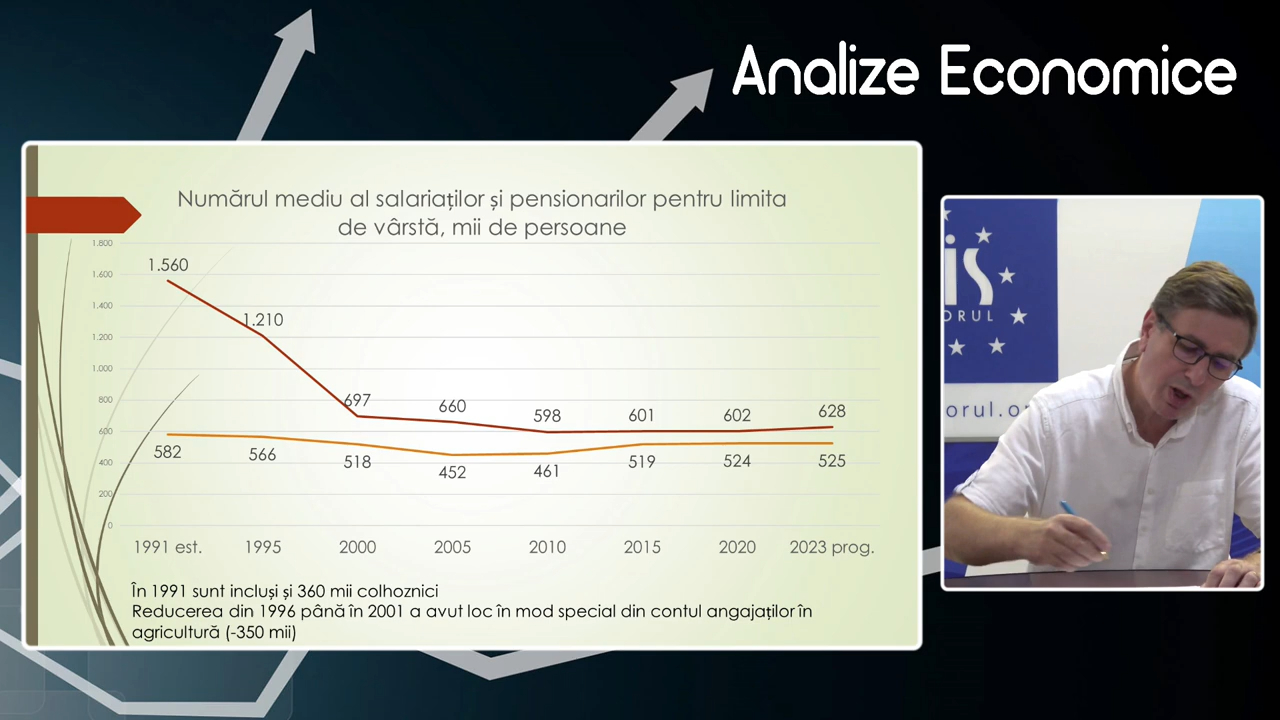 Analize Economice
Numărul mediu al salariaților și pensionarilor pentru limita
de vârstă, mii de persoane
1.800
1.600
1.400
1.200
1.000
800
600
400
200
0
1.560
1.210
697
660
598
601
602
628
582
566
518
452
461
519
524
525
1991 est.
1995
2000
2005
2010
2015
2020
2023 prog.
În 1991 sunt incluși și 360 mii colhoznici
Reducerea din 1996 până în 2001 a avut loc în mod special din contul angajaților în
agricultură (-350 mii)
is
ORUL
orul.or